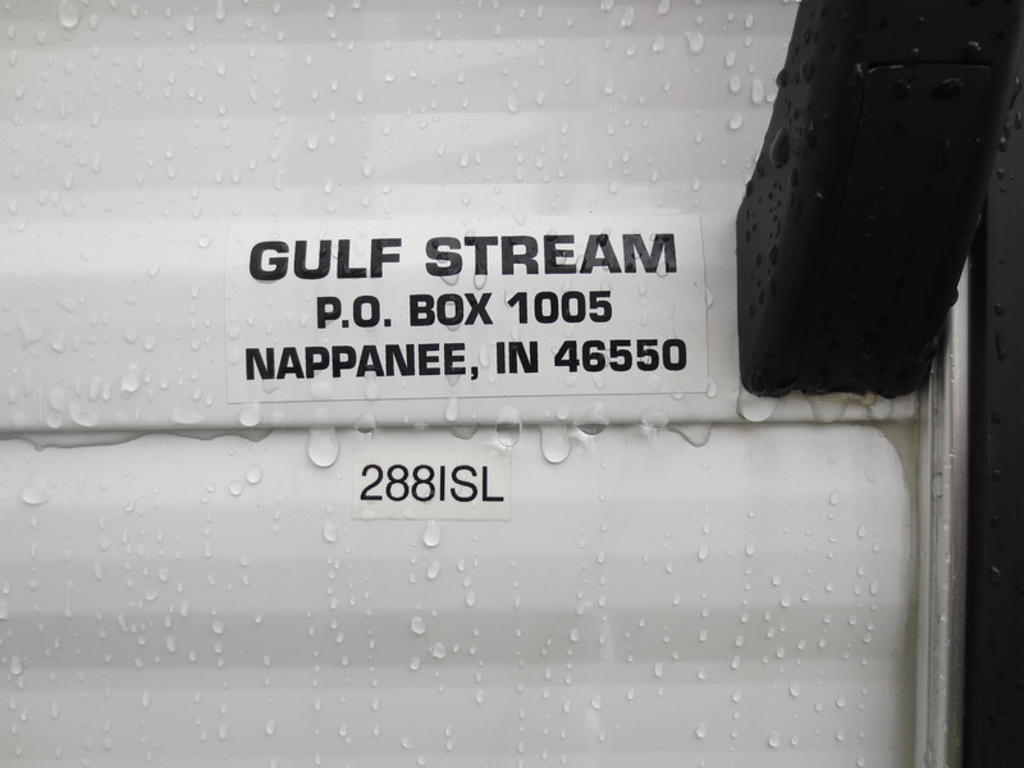 GULF STREAM
P.O. BOX 1005
NAPPANEE, IN 46550
288ISL